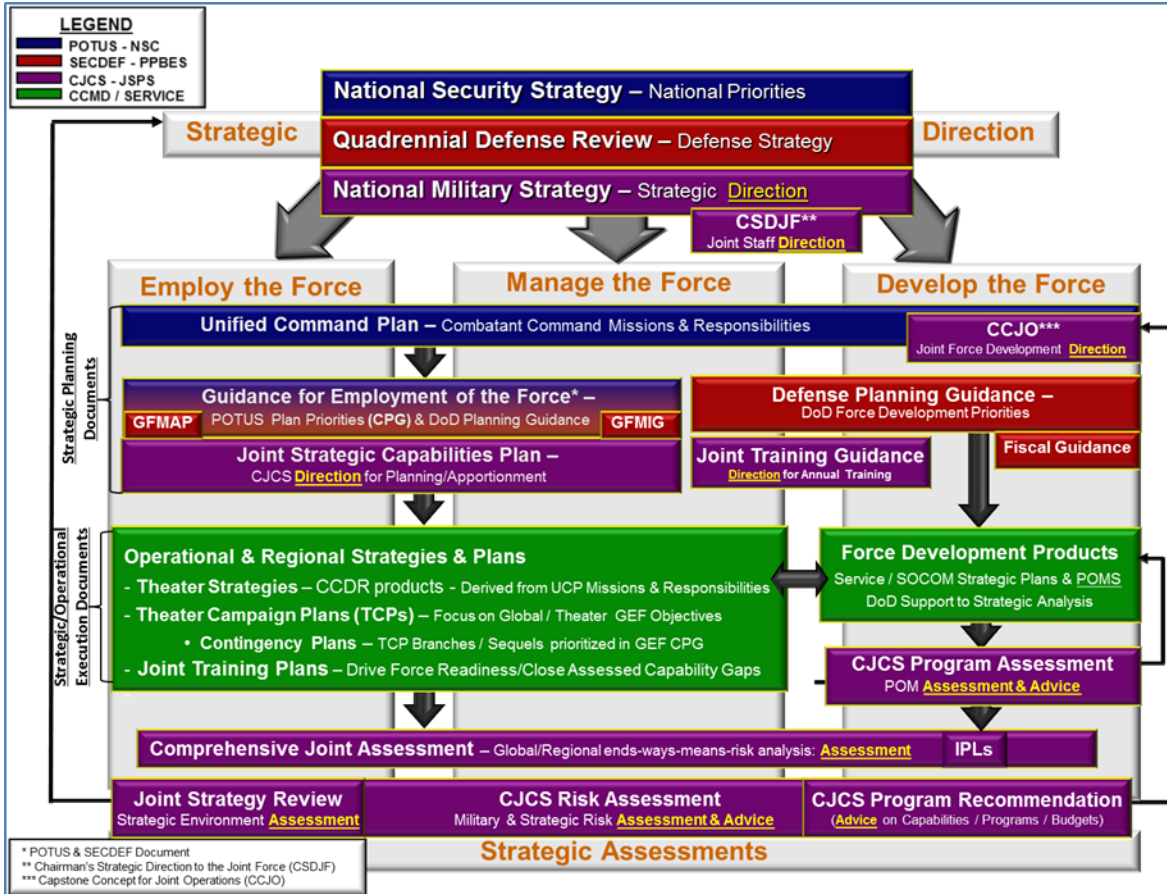 LEGEND
POTUS - NSC
SECDEF - PPBES
CJCS - JSPS
CCMD / SERVICE
National Security Strategy – National Priorities
Strategic
Quadrennial Defense Review – Defense Strategy
Direction
National Military Strategy – Strategic Direction
CSDJF**
Joint Staff Direction
Employ the Force
Manage the Force
Develop the Force
Strategic Planning
Documents
Unified Command Plan – Combatant Command Missions & Responsibilities
CCJO***
Joint Force Development Direction
Guidance for Employment of the Force* –
GFMAP
POTUS Plan Priorities (CPG) & DoD Planning Guidance
GFMIG
Defense Planning Guidance –
DoD Force Development Priorities
Joint Strategic Capabilities Plan –
CJCS Direction for Planning/Apportionment
Joint Training Guidance
Direction for Annual Training
Fiscal Guidance
Strategic/Operational
Execution Documents
Operational & Regional Strategies & Plans
- Theater Strategies – CCDR products - Derived from UCP Missions & Responsibilities
- Theater Campaign Plans (TCPs) – Focus on Global / Theater GEF Objectives
• Contingency Plans – TCP Branches / Sequels prioritized in GEF CPG
- Joint Training Plans – Drive Force Readiness/Close Assessed Capability Gaps
-
Force Development Products
Service / SOCOM Strategic Plans & POMS
DoD Support to Strategic Analysis
CJCS Program Assessment
POM Assessment & Advice
Comprehensive Joint Assessment – Global/Regional ends-ways-means-risk analysis: Assessment
IPLs
Joint Strategy Review
Strategic Environment Assessment
CJCS Risk Assessment
Military & Strategic Risk Assessment & Advice
CJCS Program Recommendation
(Advice on Capabilities / Programs / Budgets)
Strategic Assessments
* POTUS & SECDEF Document
** Chairman's Strategic Direction to the Joint Force (CSDJF)
*** Capstone Concept for Joint Operations (CCJO)